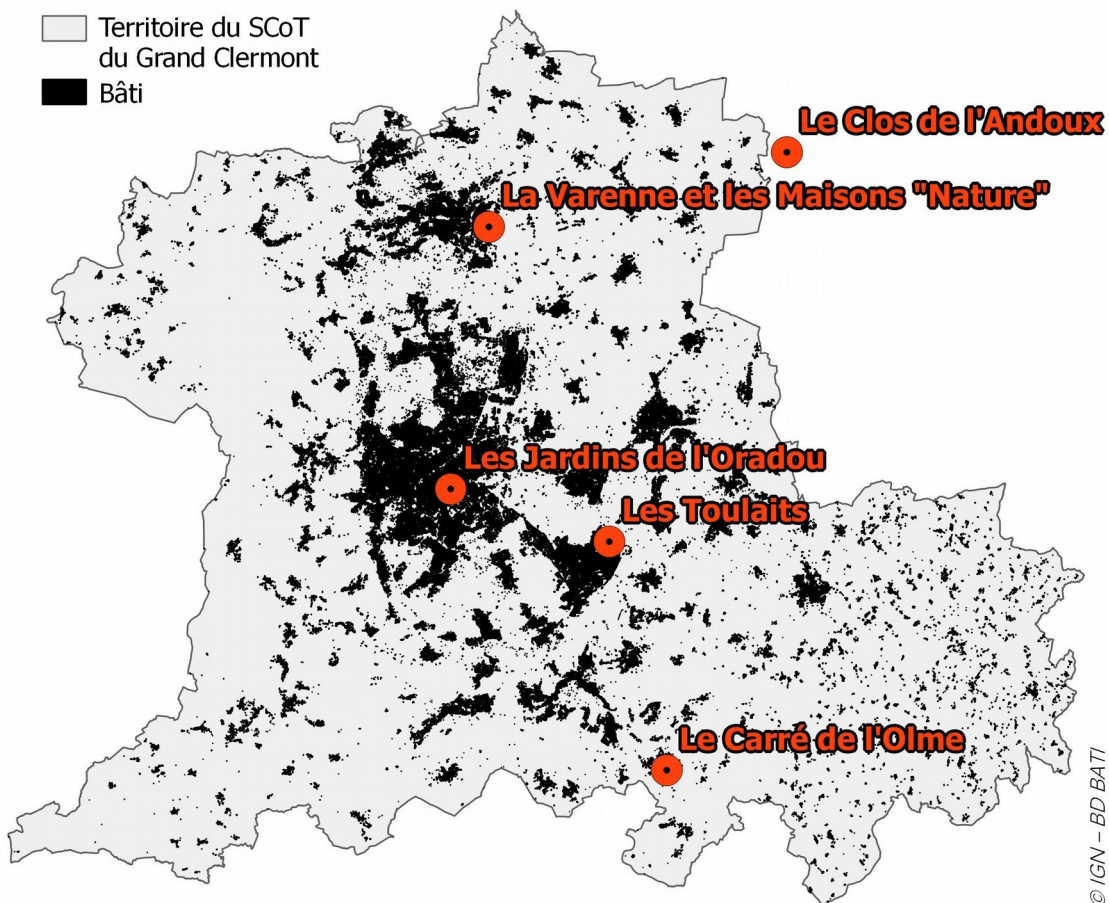 Territoire du SCoT
du Grand Clermont
Bâti
Le Clos de l'Andoux
La Varenne et les Maisons "Nature"
Les Jardins de l'Oradou
Les Toulaits
Le Carré de l'Olme
© IGN – BD BATI